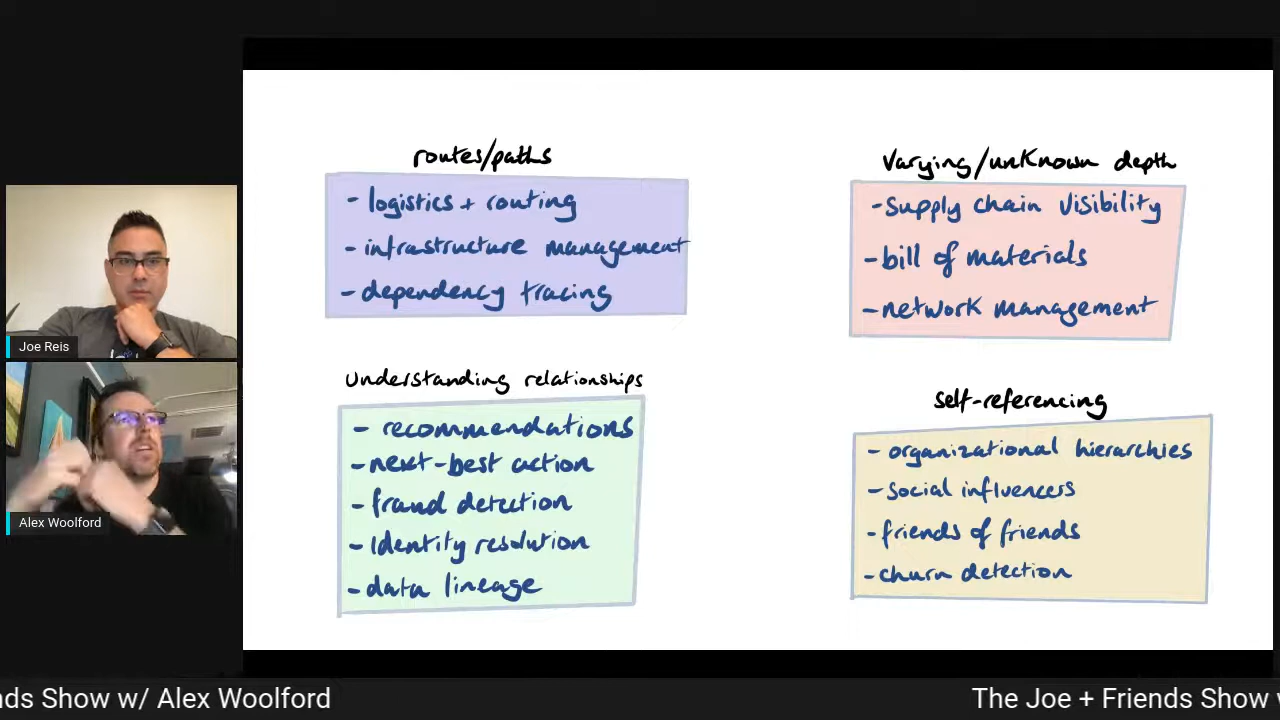 routes/paths
- logistics + routing
- infrastructure management
- dependency tracing
varying/unknown depth
- supply chain visibility
- bill of materials
- network management
understanding relationships
- recommendations
- next-best action
- fraud detection
- identity resolution
- data lineage
self-referencing
- organizational hierarchies
- social influencers
- friends of friends
- churn detection
Joe Reis
Alex Woolford
nds Show w/ Alex Woolford
The Joe + Friends Show